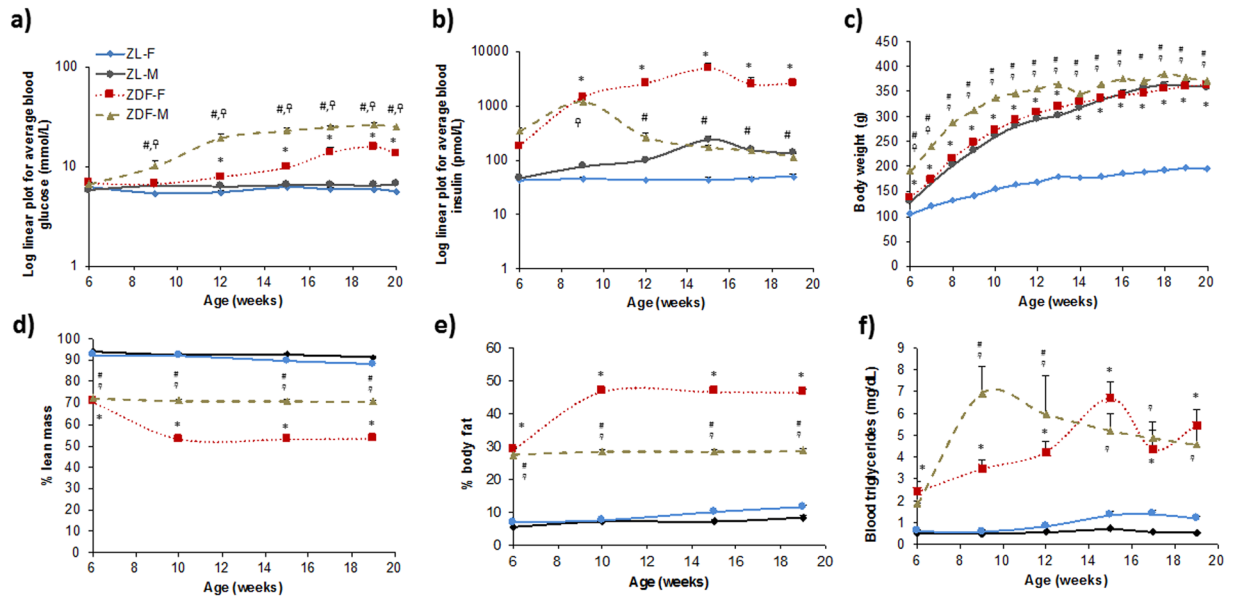 a)
Log linear plot for average blood
glucose (mmol/L)
100
10
1
ZL-F
ZL-M
ZDF-F
ZDF-M
#,♀
#,♀
#,♀
#,♀
#,♀
#,♀
*
*
*
*
*
6 8 10 12 14 16 18 20
Age (weeks)
b)
Log linear plot for average blood
insulin (pmol/L)
10000
1000
100
10
1
* * * * *
♀ # # # #
6 8 10 12 14 16 18 20
Age (weeks)
c)
Body weight (g)
450
400
350
300
250
200
150
100
50
0
# # # # # # # # # # # # # # #
♀ ♀ ♀ ♀ ♀ ♀ ♀ ♀ ♀ ♀ ♀ ♀ ♀ ♀ ♀
* * * * * * * * * * * * * * *
6 8 10 12 14 16 18 20
Age (weeks)
d)
% lean mass
100
90
80
70
60
50
40
30
20
10
0
# # # #
♀ ♀ ♀ ♀
* * * *
6 8 10 12 14 16 18 20
Age (weeks)
e)
% body fat
60
50
40
30
20
10
0
* * * *
# # # #
♀ ♀ ♀ ♀
6 8 10 12 14 16 18 20
Age (weeks)
f)
Blood triglycerides (mg/dL)
9
8
7
6
5
4
3
2
1
0
# #
♀ ♀ ♀ ♀ ♀
* * * * * *
6 8 10 12 14 16 18 20
Age (weeks)